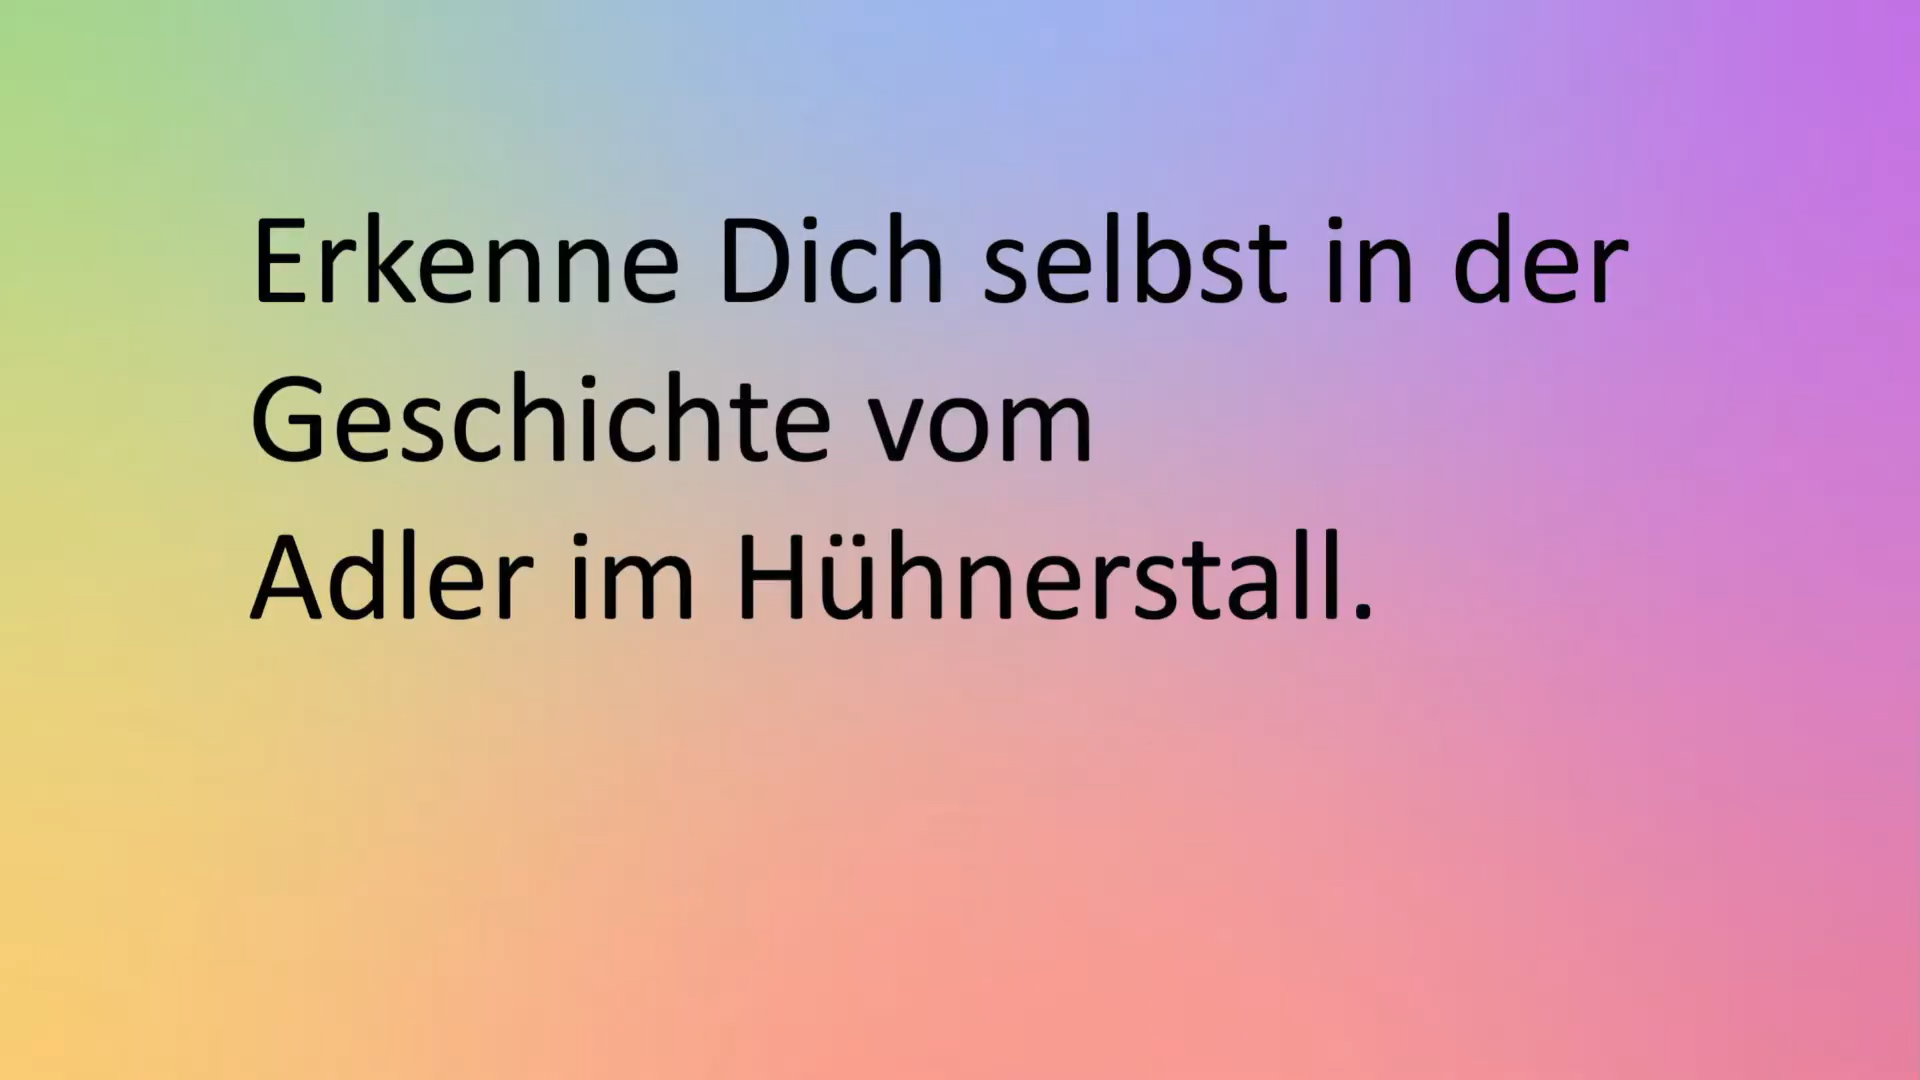 Erkenne Dich selbst in der
Geschichte vom
Adler im Hühnerstall.